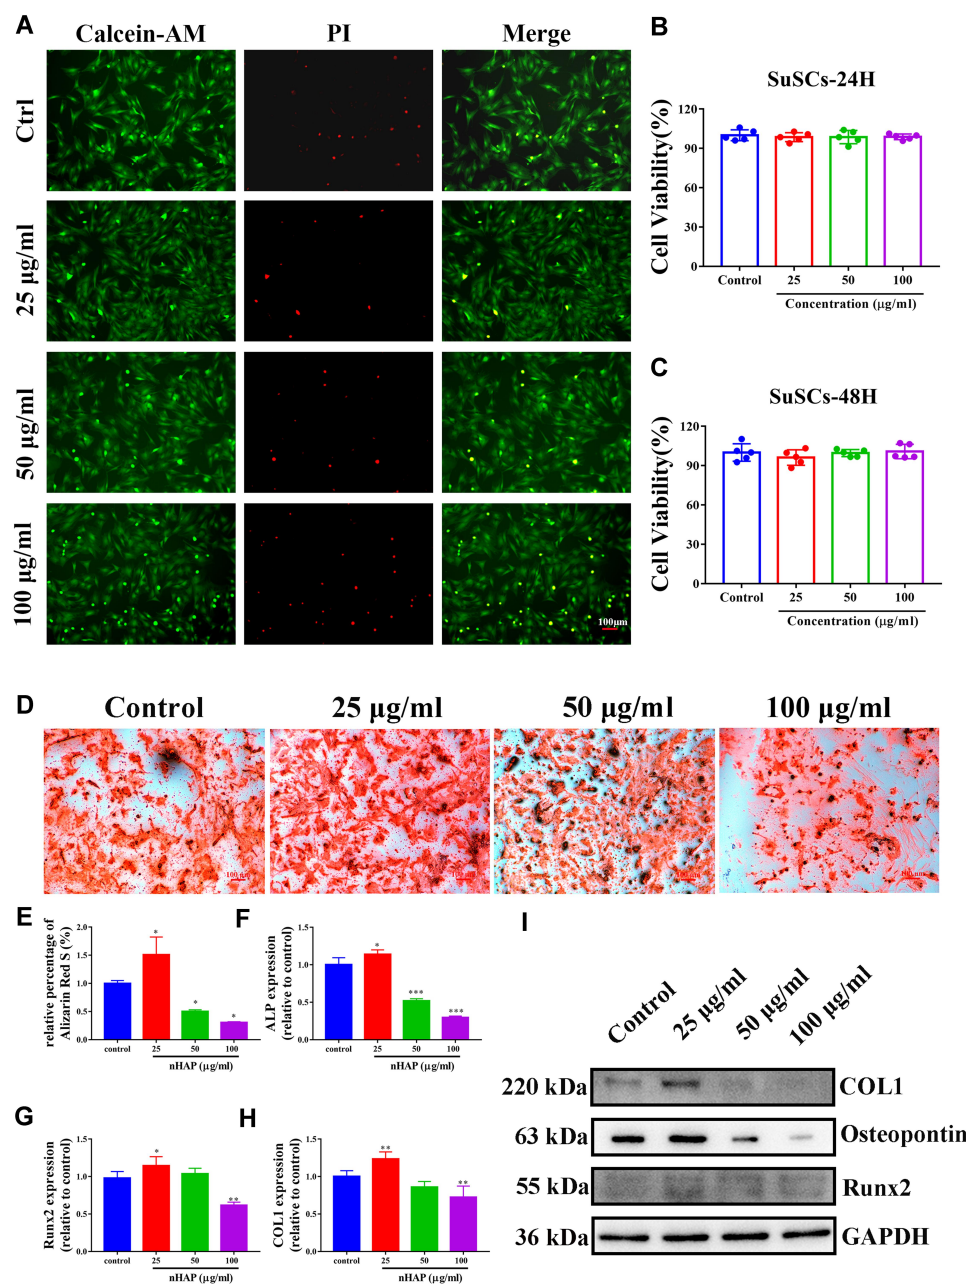 A
Calcein-AM
PI
Merge
Ctrl
25 μg/ml
50 μg/ml
100 μg/ml
100μm
B
SuSCs-24H
Cell Viability(%)
120
90
60
30
0
Control
25
50
100
Concentration (μg/ml)
C
SuSCs-48H
Cell Viability(%)
120
90
60
30
0
Control
25
50
100
Concentration (μg/ml)
D
Control
25 μg/ml
50 μg/ml
100 μg/ml
100 μm
100 μm
100 μm
100 μm
E
relative percentage of
Alizarin Red S (%)
2.0
1.5
1.0
0.5
0.0
*
*
*
control
25
50
100
nHAP (μg/ml)
F
ALP expression
(relative to control)
1.5
1.0
0.5
0.0
*
***
***
control
25
50
100
nHAP (μg/ml)
G
Runx2 expression
(relative to control)
1.5
1.0
0.5
0.0
*
**
control
25
50
100
nHAP (μg/ml)
H
COL1 expression
(relative to control)
1.5
1.0
0.5
0.0
**
**
control
25
50
100
nHAP (μg/ml)
I
Control
25 μg/ml
50 μg/ml
100 μg/ml
220 kDa
COL1
63 kDa
Osteopontin
55 kDa
Runx2
36 kDa
GAPDH